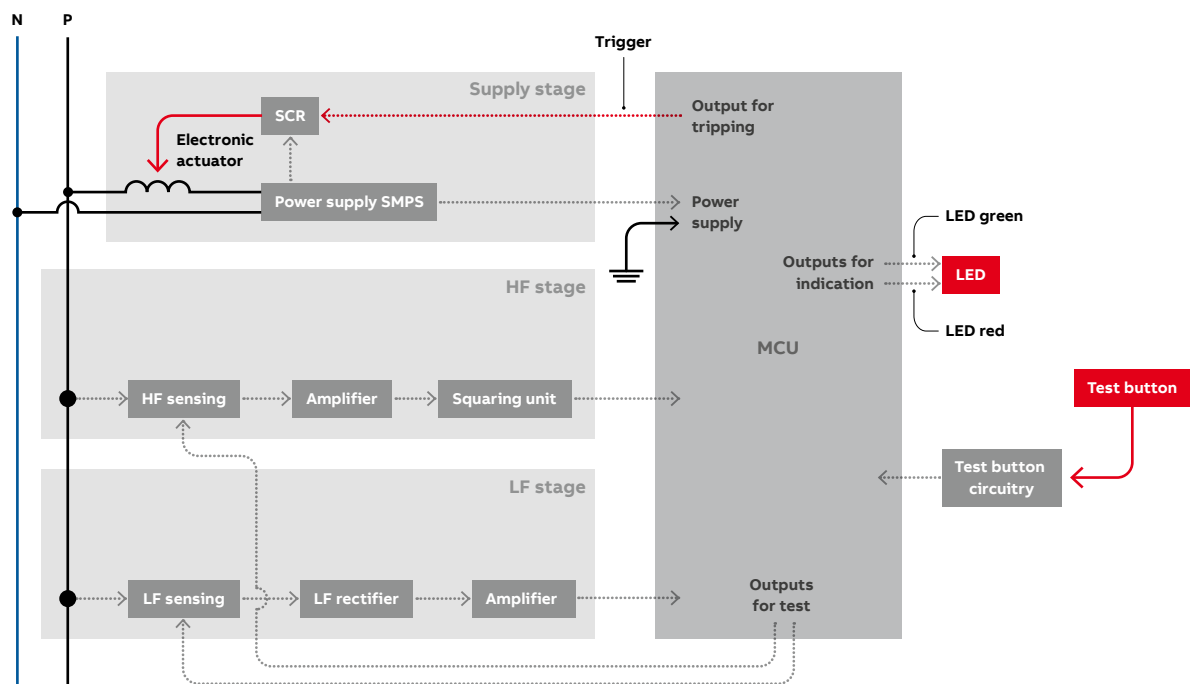 N
P
Trigger
Supply stage
SCR
Output for
tripping
Electronic
actuator
Power supply SMPS
Power
supply
LED green
Outputs for
indication
LED
LED red
HF stage
MCU
HF sensing
Amplifier
Squaring unit
Test button
Test button
circuitry
LF stage
LF sensing
LF rectifier
Amplifier
Outputs
for test